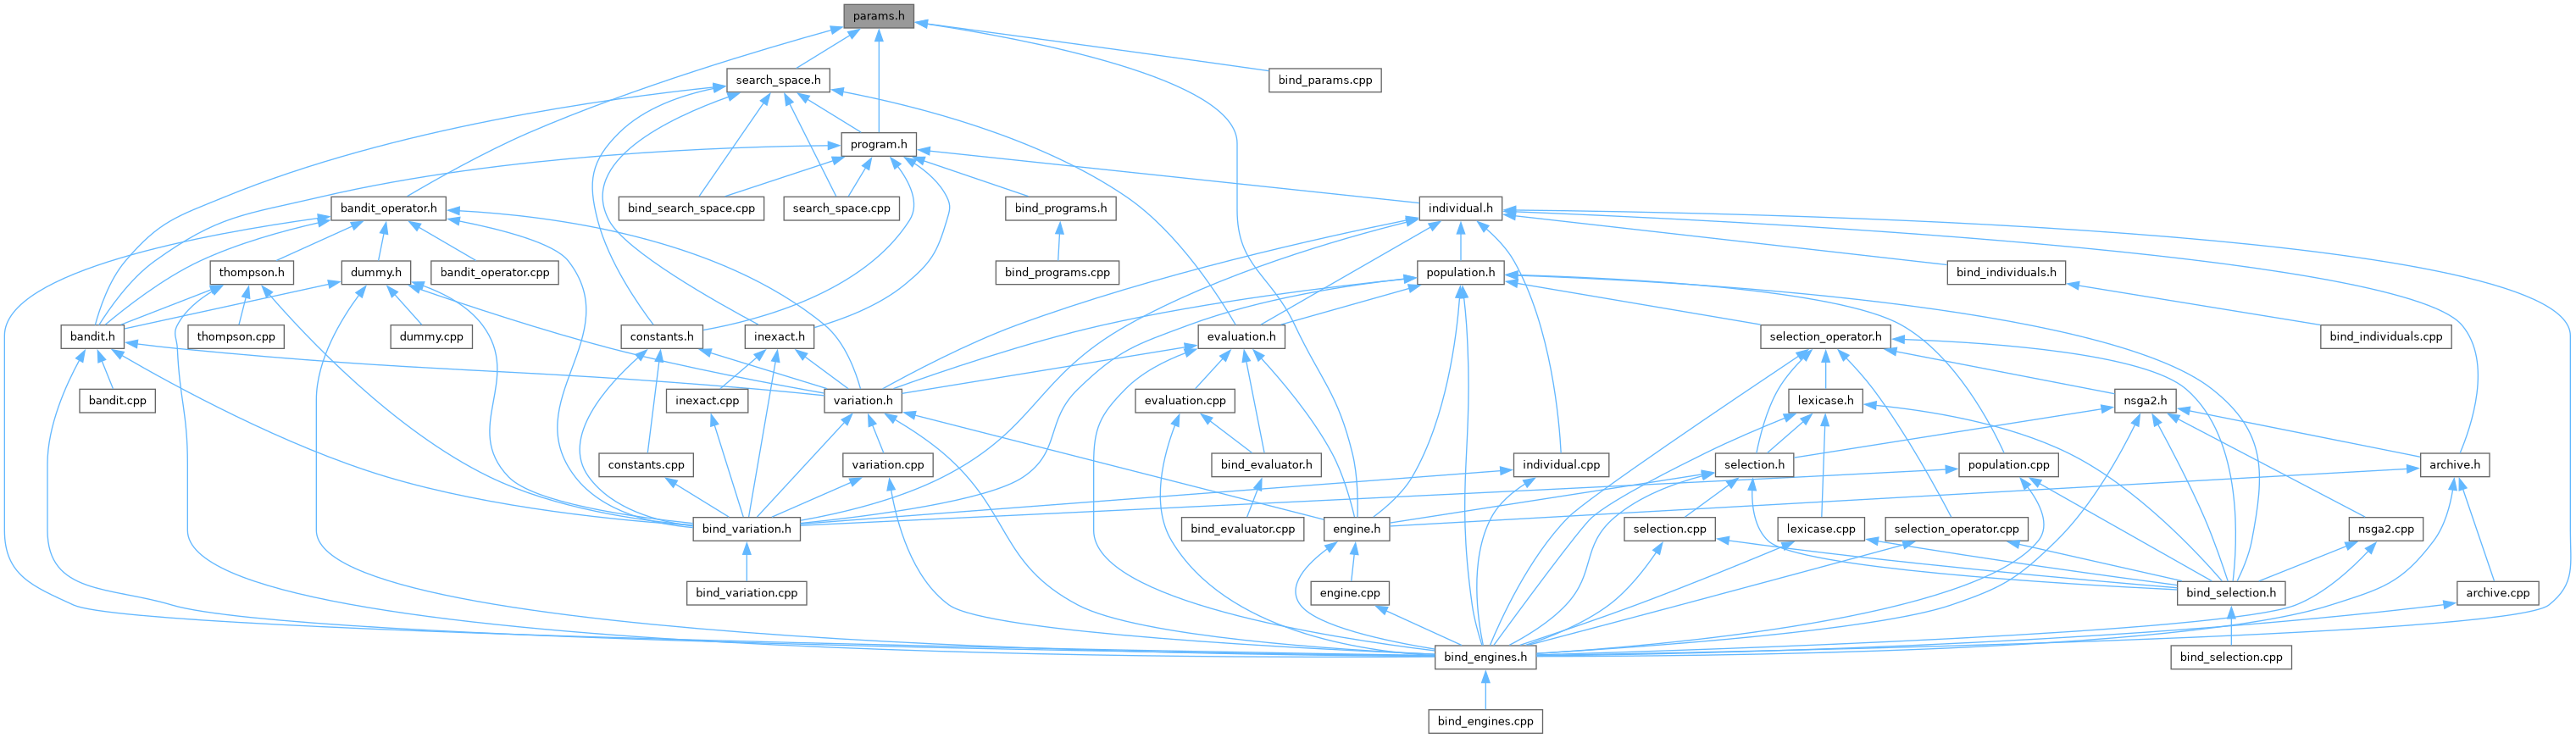 params.h
search_space.h
bind_params.cpp
program.h
bandit_operator.h
bind_search_space.cpp
search_space.cpp
bind_programs.h
individual.h
thompson.h
dummy.h
bandit_operator.cpp
bind_programs.cpp
population.h
bind_individuals.h
bandit.h
thompson.cpp
dummy.cpp
constants.h
inexact.h
evaluation.h
selection_operator.h
bind_individuals.cpp
bandit.cpp
inexact.cpp
variation.h
evaluation.cpp
lexicase.h
nsga2.h
constants.cpp
variation.cpp
bind_evaluator.h
individual.cpp
selection.h
population.cpp
archive.h
bind_variation.h
bind_evaluator.cpp
engine.h
selection.cpp
lexicase.cpp
selection_operator.cpp
nsga2.cpp
bind_variation.cpp
engine.cpp
bind_selection.h
archive.cpp
bind_engines.h
bind_selection.cpp
bind_engines.cpp